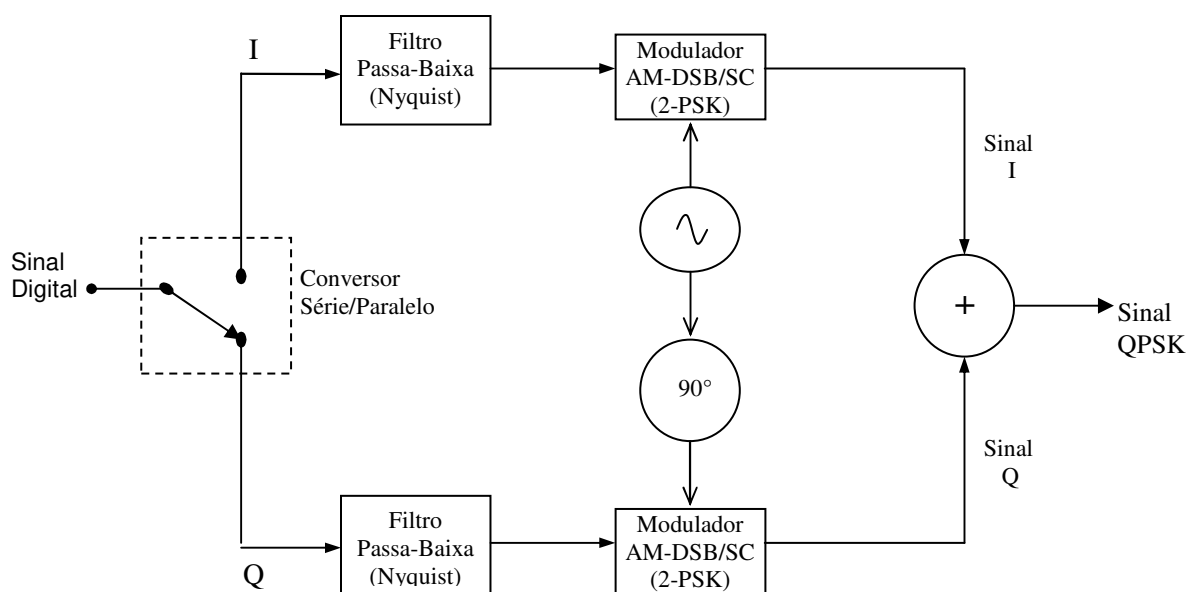 I
Filtro
Passa-Baixa
(Nyquist)
Modulador
AM-DSB/SC
(2-PSK)
Sinal
I
Sinal
Digital
Conversor
Série/Paralelo
+
Sinal
QPSK
90°
Sinal
Q
Q
Filtro
Passa-Baixa
(Nyquist)
Modulador
AM-DSB/SC
(2-PSK)